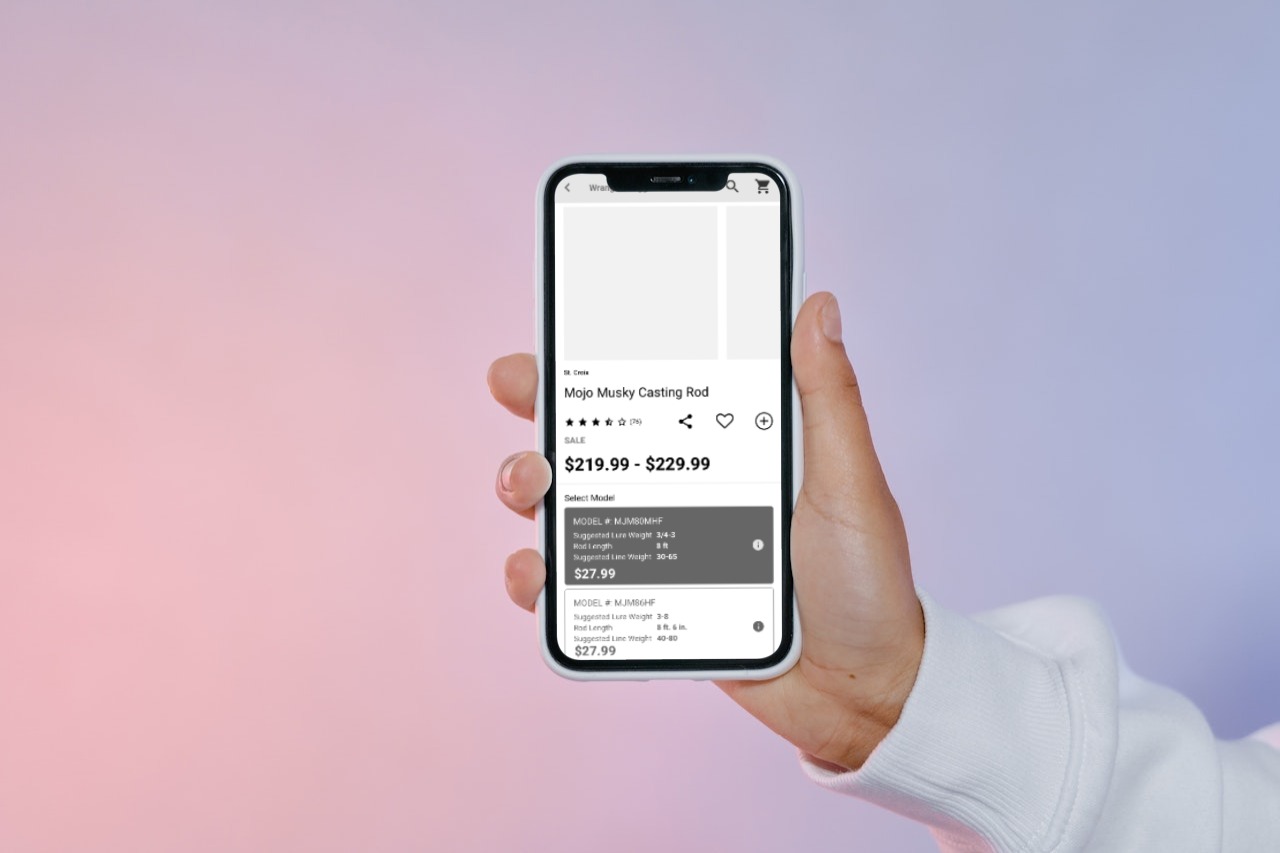 St. Croix
Mojo Musky Casting Rod
(76)
SALE
$219.99 - $229.99
Select Model
MODEL #: MJM80MHF
Suggested Lure Weight 3/4-3
Rod Length 8 ft
Suggested Line Weight 30-65
$27.99
MODEL #: MJM86HF
Suggested Lure Weight 3-8
Rod Length 8 ft. 6 in.
Suggested Line Weight 40-80
$27.99